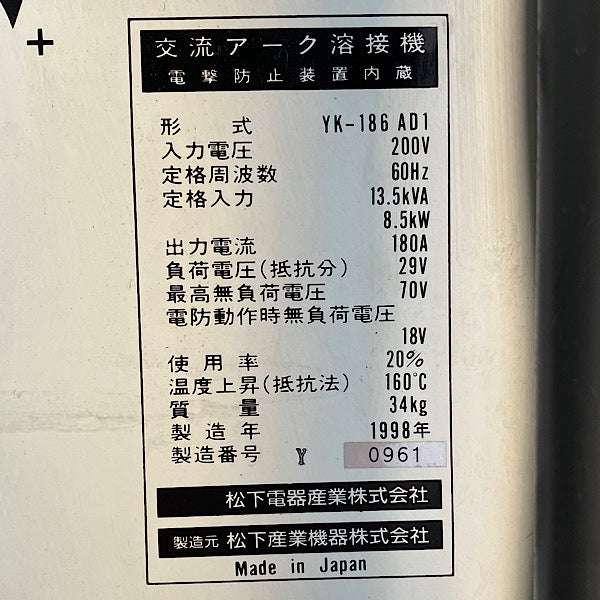 +
交流アーク溶接機
電撃防止装置内蔵
形 式 YK-186 AD1
入力電圧 200V
定格周波数 60Hz
定格入力 13.5kVA
8.5kW
出力電流 180A
負荷電圧(抵抗分) 29V
最高無負荷電圧 70V
電防動作時無負荷電圧
18V
使用率 20%
温度上昇(抵抗法) 160℃
質 量 34kg
製造年 1998年
製造番号 Y 0961
松下電器産業株式会社
製造元 松下産業機器株式会社
Made in Japan